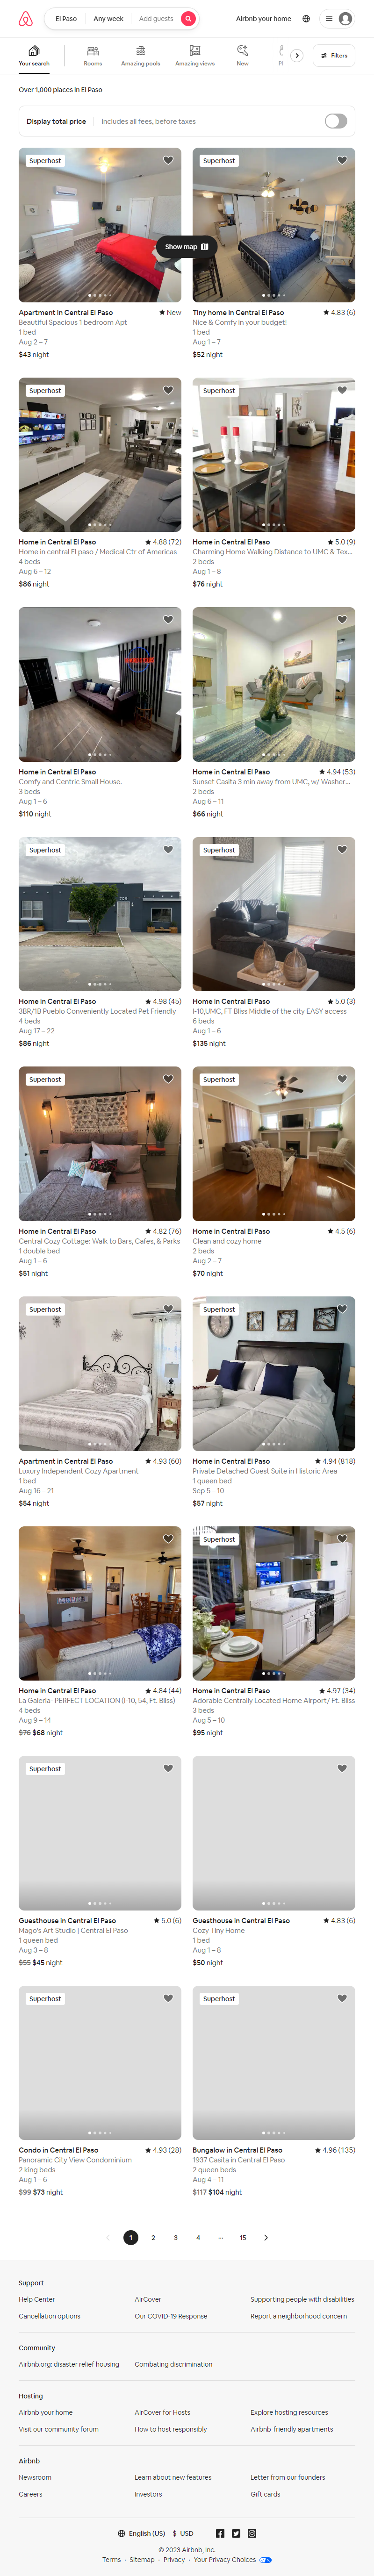 El Paso
Any week
Add guests
Airbnb your home
Your search
Rooms
Amazing pools
Amazing views
New
Filters
Over 1,000 places in El Paso
Display total price
Includes all fees, before taxes
Superhost
Superhost
Show map
Apartment in Central El Paso
New
Beautiful Spacious 1 bedroom Apt
1 bed
Aug 2 – 7
$43 night
Tiny home in Central El Paso
4.83 (6)
Nice & Comfy in your budget!
1 bed
Aug 1 – 7
$52 night
Superhost
Superhost
Home in Central El Paso
4.88 (72)
Home in central El paso / Medical Ctr of Americas
4 beds
Aug 6 – 12
$86 night
Home in Central El Paso
5.0 (9)
Charming Home Walking Distance to UMC & Tex...
2 beds
Aug 1 – 8
$76 night
Home in Central El Paso
Comfy and Centric Small House.
3 beds
Aug 1 – 6
$110 night
Home in Central El Paso
4.94 (53)
Sunset Casita 3 min away from UMC, w/ Washer...
2 beds
Aug 6 – 11
$66 night
Superhost
Superhost
Home in Central El Paso
4.98 (45)
3BR/1B Pueblo Conveniently Located Pet Friendly
4 beds
Aug 17 – 22
$86 night
Home in Central El Paso
5.0 (3)
I-10,UMC, FT Bliss Middle of the city EASY access
6 beds
Aug 1 – 6
$135 night
Superhost
Superhost
Home in Central El Paso
4.82 (76)
Central Cozy Cottage: Walk to Bars, Cafes, & Parks
1 double bed
Aug 1 – 6
$51 night
Home in Central El Paso
4.5 (6)
Clean and cozy home
2 beds
Aug 2 – 7
$70 night
Superhost
Superhost
Apartment in Central El Paso
4.93 (60)
Luxury Independent Cozy Apartment
1 bed
Aug 16 – 21
$54 night
Home in Central El Paso
4.94 (818)
Private Detached Guest Suite in Historic Area
1 queen bed
Sep 5 – 10
$57 night
Superhost
Home in Central El Paso
4.84 (44)
La Galeria- PERFECT LOCATION (I-10, 54, Ft. Bliss)
4 beds
Aug 9 – 14
$76 $68 night
Home in Central El Paso
4.97 (34)
Adorable Centrally Located Home Airport/ Ft. Bliss
3 beds
Aug 5 – 10
$95 night
Superhost
Guesthouse in Central El Paso
5.0 (6)
Mago's Art Studio | Central El Paso
1 queen bed
Aug 3 – 8
$55 $45 night
Guesthouse in Central El Paso
4.83 (6)
Cozy Tiny Home
1 bed
Aug 1 – 8
$50 night
Superhost
Superhost
Condo in Central El Paso
4.93 (28)
Panoramic City View Condominium
2 king beds
Aug 1 – 6
$99 $73 night
Bungalow in Central El Paso
4.96 (135)
1937 Casita in Central El Paso
2 queen beds
Aug 4 – 11
$117 $104 night
1 2 3 4 ... 15
Support
Help Center
AirCover
Supporting people with disabilities
Cancellation options
Our COVID-19 Response
Report a neighborhood concern
Community
Airbnb.org: disaster relief housing
Combating discrimination
Hosting
Airbnb your home
AirCover for Hosts
Explore hosting resources
Visit our community forum
How to host responsibly
Airbnb-friendly apartments
Airbnb
Newsroom
Learn about new features
Letter from our founders
Careers
Investors
Gift cards
English (US)
$ USD
© 2023 Airbnb, Inc.
Terms · Sitemap · Privacy · Your Privacy Choices